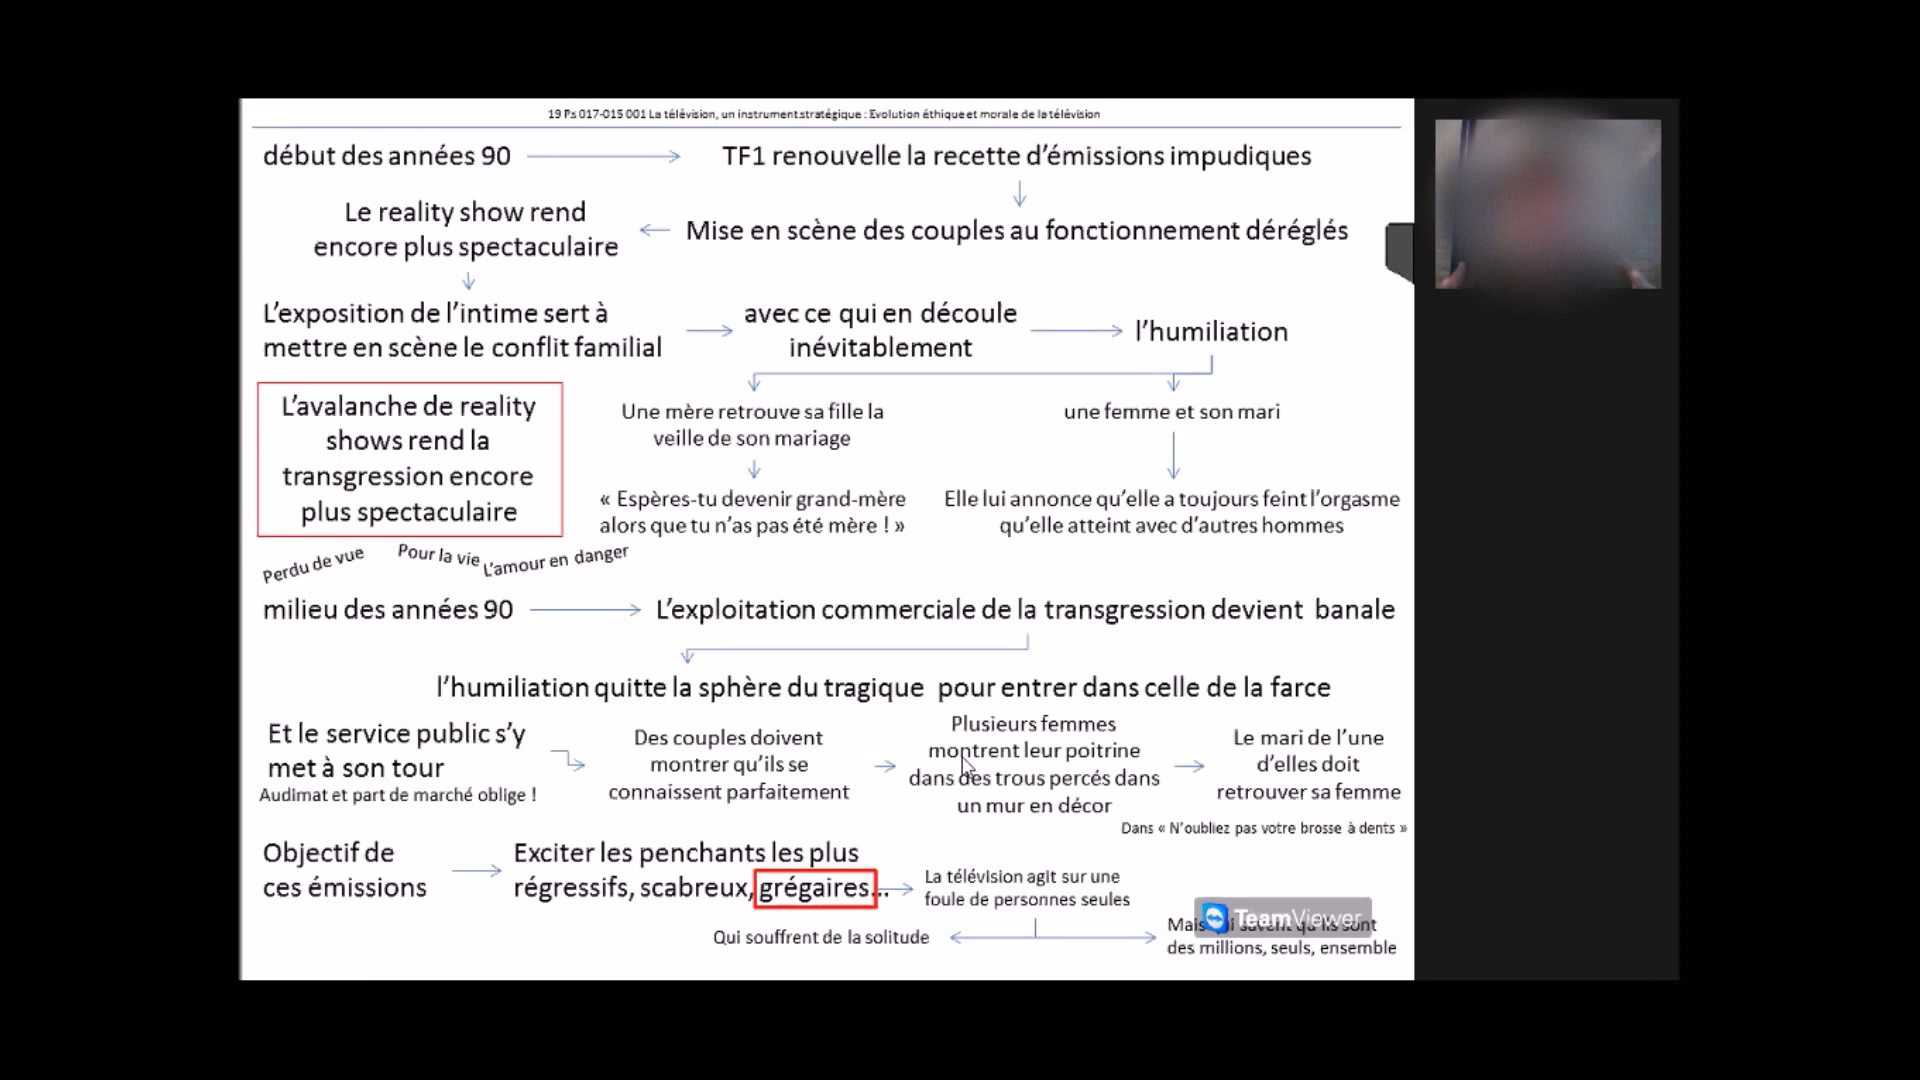 19 Ps 017-015 001 La télévision, un instrument stratégique : Evolution éthique et morale de la télévision
début des années 90
TF1 renouvelle la recette d'émissions impudiques
Le reality show rend
encore plus spectaculaire
Mise en scène des couples au fonctionnement déréglés
L'exposition de l'intime sert à
mettre en scène le conflit familial
avec ce qui en découle
inévitablement
l'humiliation
L'avalanche de reality
shows rend la
transgression encore
plus spectaculaire
Une mère retrouve sa fille la
veille de son mariage
une femme et son mari
« Espères-tu devenir grand-mère
alors que tu n'as pas été mère ! »
Elle lui annonce qu'elle a toujours feint l'orgasme
qu'elle atteint avec d'autres hommes
Perdu de vue
Pour la vie
L'amour en danger
milieu des années 90
L'exploitation commerciale de la transgression devient banale
l'humiliation quitte la sphère du tragique pour entrer dans celle de la farce
Et le service public s'y
met à son tour
Audimat et part de marché oblige !
Des couples doivent
montrer qu'ils se
connaissent parfaitement
Plusieurs femmes
montrent leur poitrine
dans des trous percés dans
un mur en décor
Le mari de l'une
d'elles doit
retrouver sa femme
Dans « N'oubliez pas votre brosse à dents »
Objectif de
ces émissions
Exciter les penchants les plus
régressifs, scabreux, grégaires...
La télévision agit sur une
foule de personnes seules
Qui souffrent de la solitude
Mais qui savent qu'ils sont
des millions, seuls, ensemble
TeamViewer